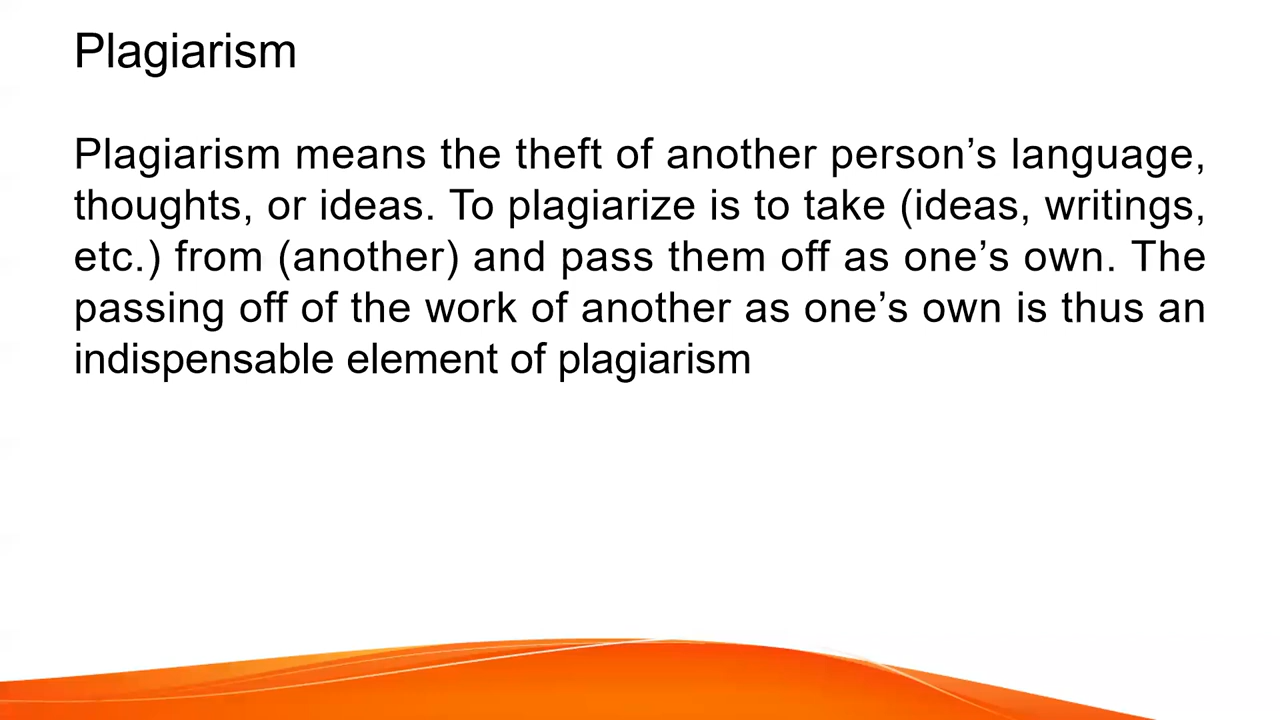 Plagiarism
Plagiarism means the theft of another person’s language,
thoughts, or ideas. To plagiarize is to take (ideas, writings,
etc.) from (another) and pass them off as one’s own. The
passing off of the work of another as one’s own is thus an
indispensable element of plagiarism